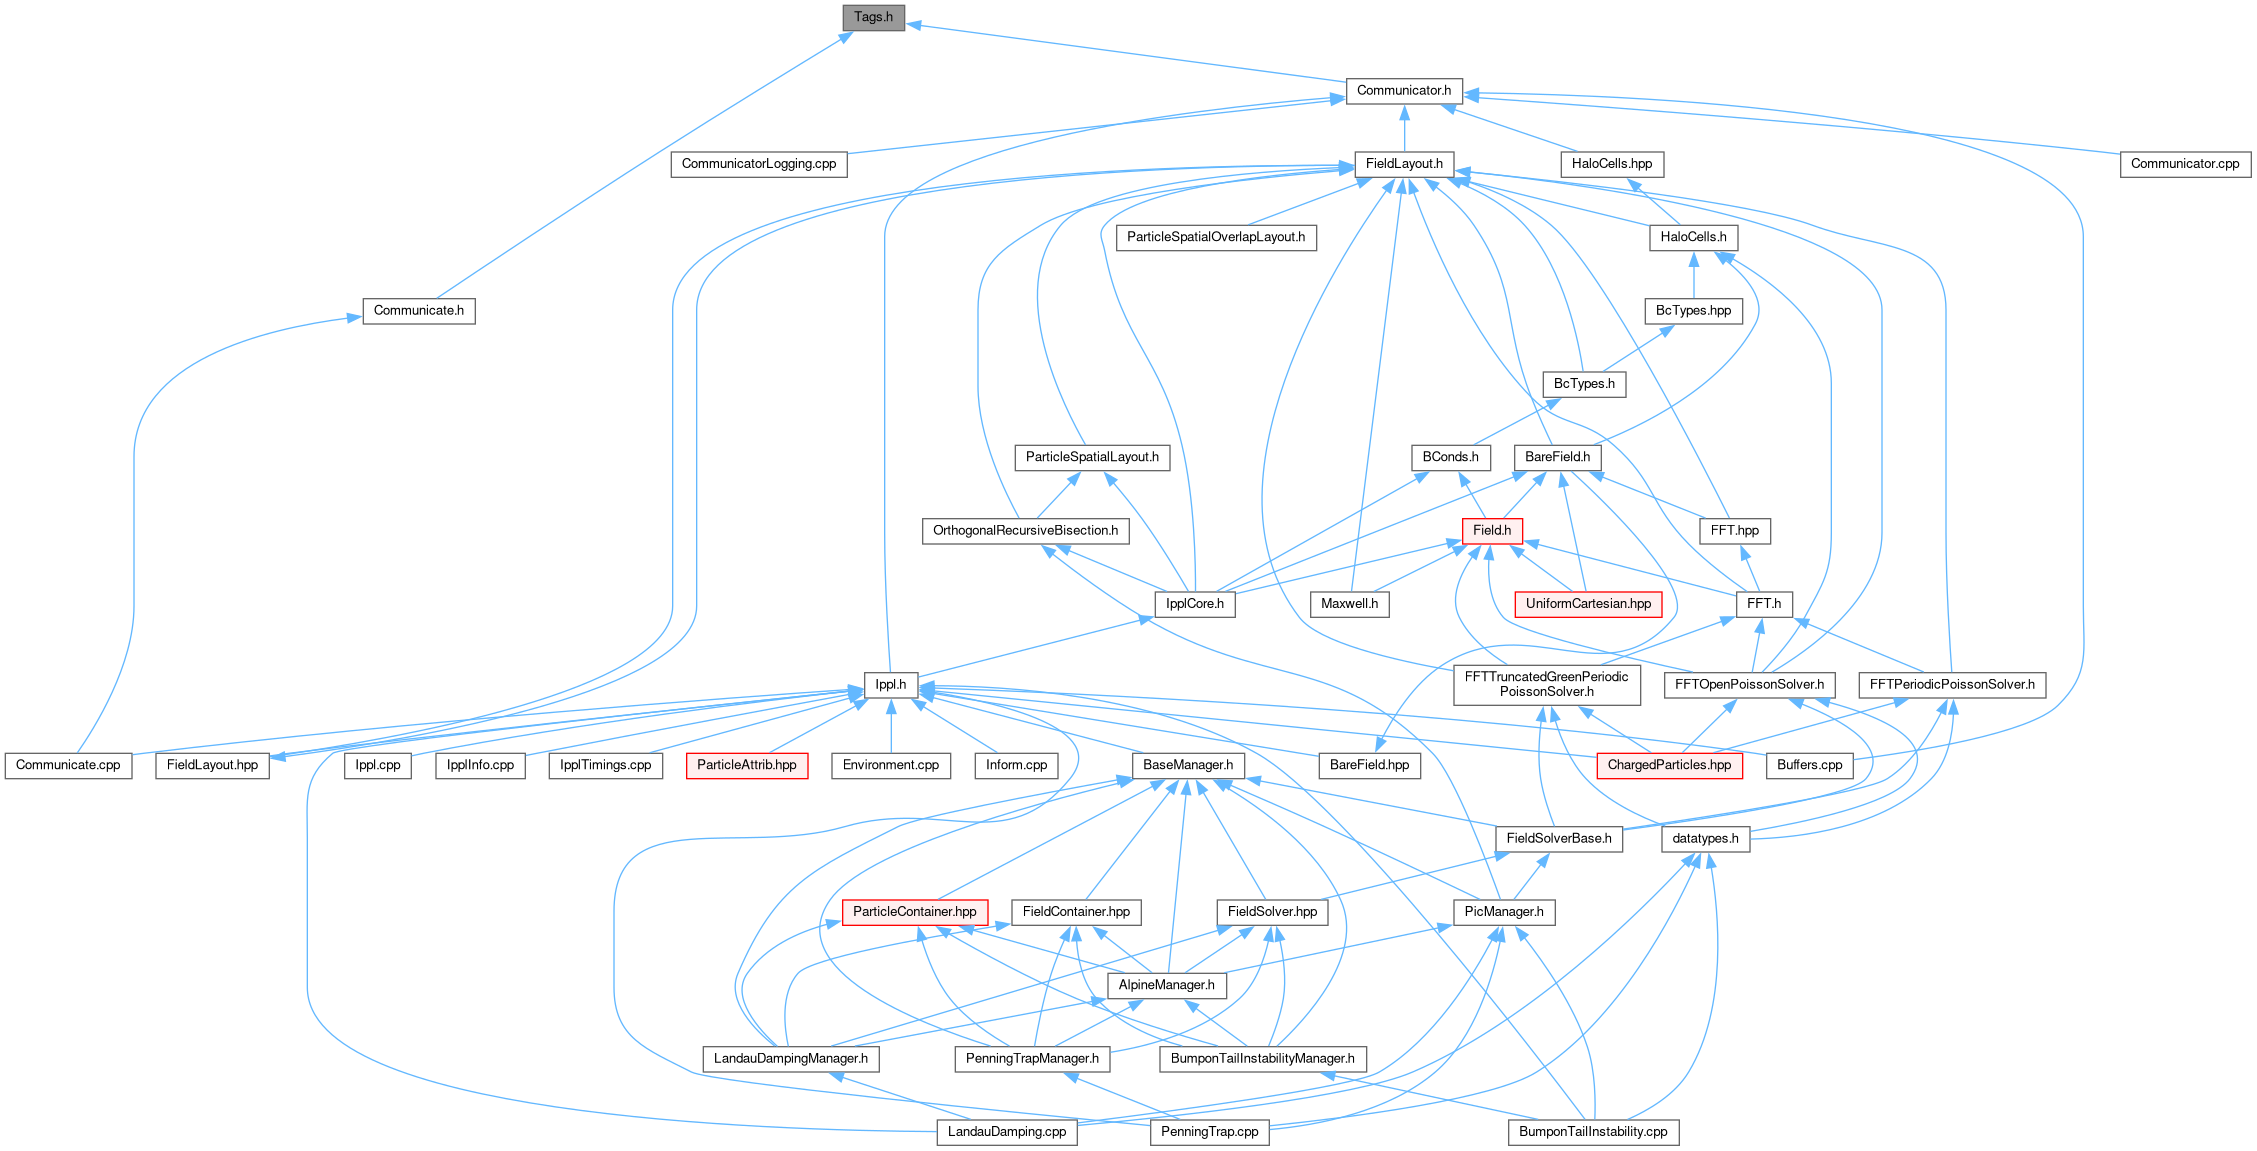 Tags.h
Communicator.h
CommunicatorLogging.cpp
FieldLayout.h
HaloCells.hpp
Communicator.cpp
ParticleSpatialOverlapLayout.h
HaloCells.h
Communicate.h
BcTypes.hpp
BcTypes.h
ParticleSpatialLayout.h
BConds.h
BareField.h
OrthogonalRecursiveBisection.h
Field.h
FFT.hpp
IpplCore.h
Maxwell.h
UniformCartesian.hpp
FFT.h
Ippl.h
FFTTruncatedGreenPeriodic
PoissonSolver.h
FFTOpenPoissonSolver.h
FFTPeriodicPoissonSolver.h
Communicate.cpp
FieldLayout.hpp
Ippl.cpp
IpplInfo.cpp
IpplTimings.cpp
ParticleAttrib.hpp
Environment.cpp
Inform.cpp
BaseManager.h
BareField.hpp
ChargedParticles.hpp
Buffers.cpp
FieldSolverBase.h
datatypes.h
ParticleContainer.hpp
FieldContainer.hpp
FieldSolver.hpp
PicManager.h
AlpineManager.h
LandauDampingManager.h
PenningTrapManager.h
BumponTailInstabilityManager.h
LandauDamping.cpp
PenningTrap.cpp
BumponTailInstability.cpp